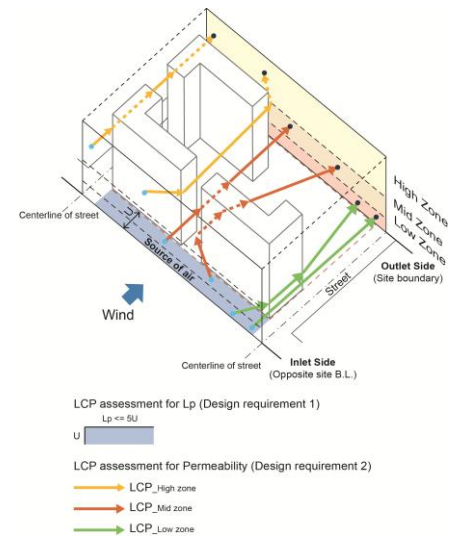 High Zone
Mid Zone
Low Zone
Centerline of street
U
Source of air
Outlet Side
(Site boundary)
Street
Wind
Centerline of street
Inlet Side
(Opposite site B.L.)
LCP assessment for Lp (Design requirement 1)
Lp <= 5U
U
LCP assessment for Permeability (Design requirement 2)
LCP_High zone
LCP_Mid zone
LCP_Low zone